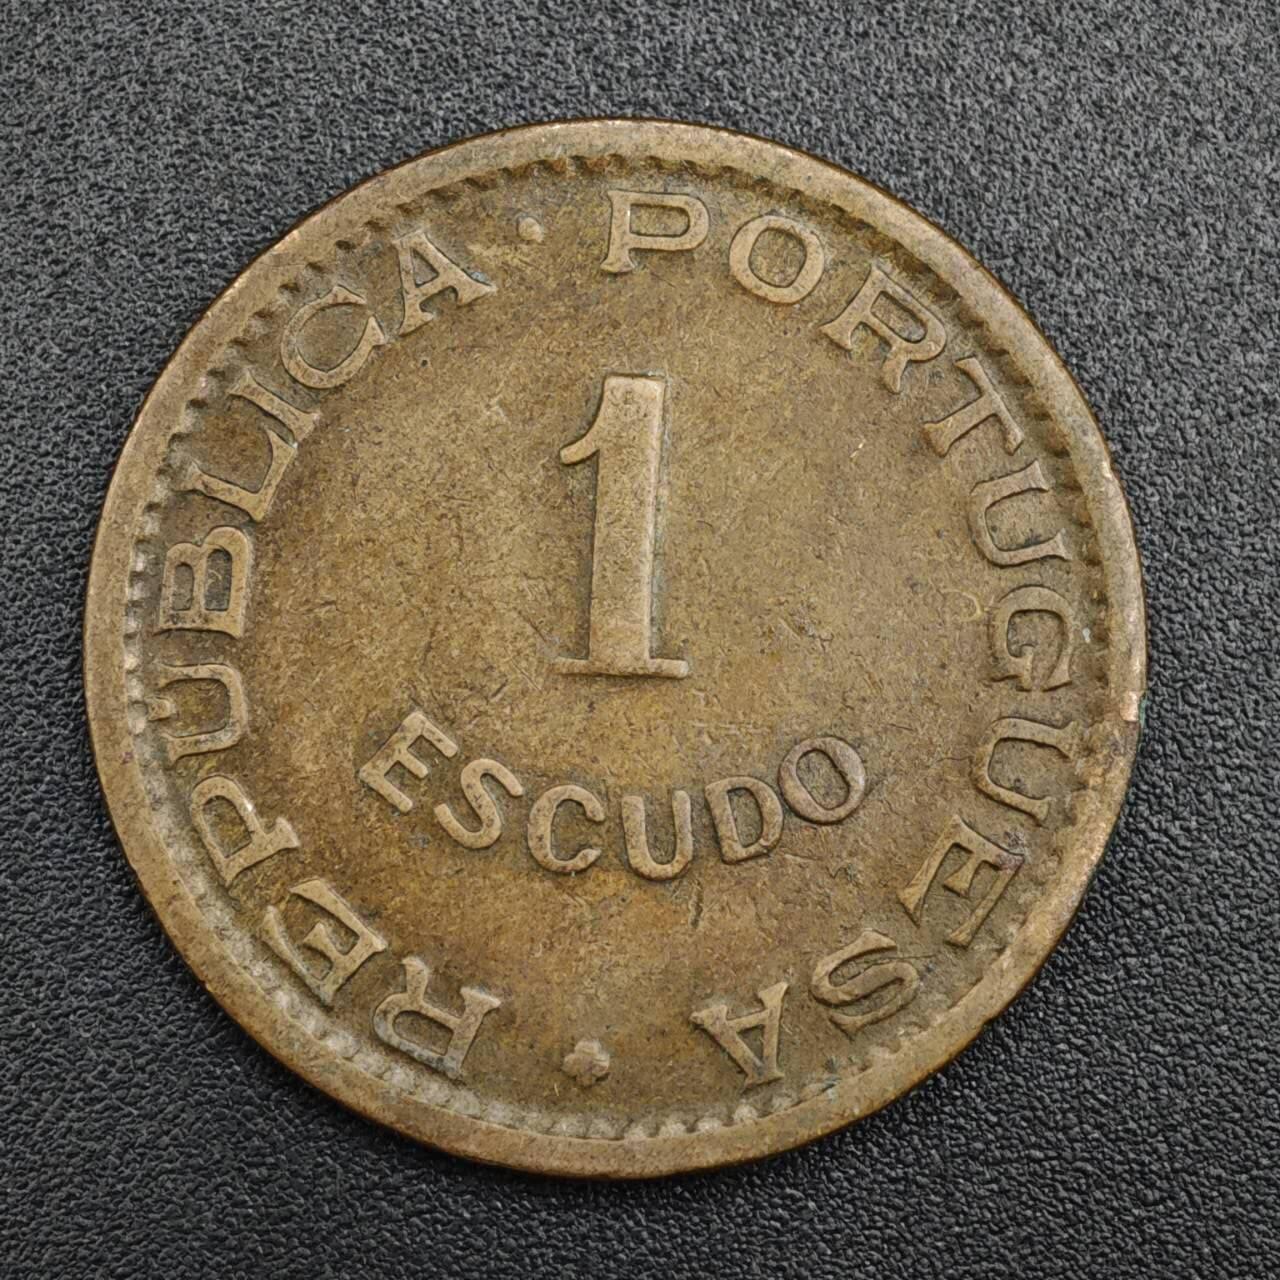 REPÚBLICA · PORTUGUESA
1
ESCUDO